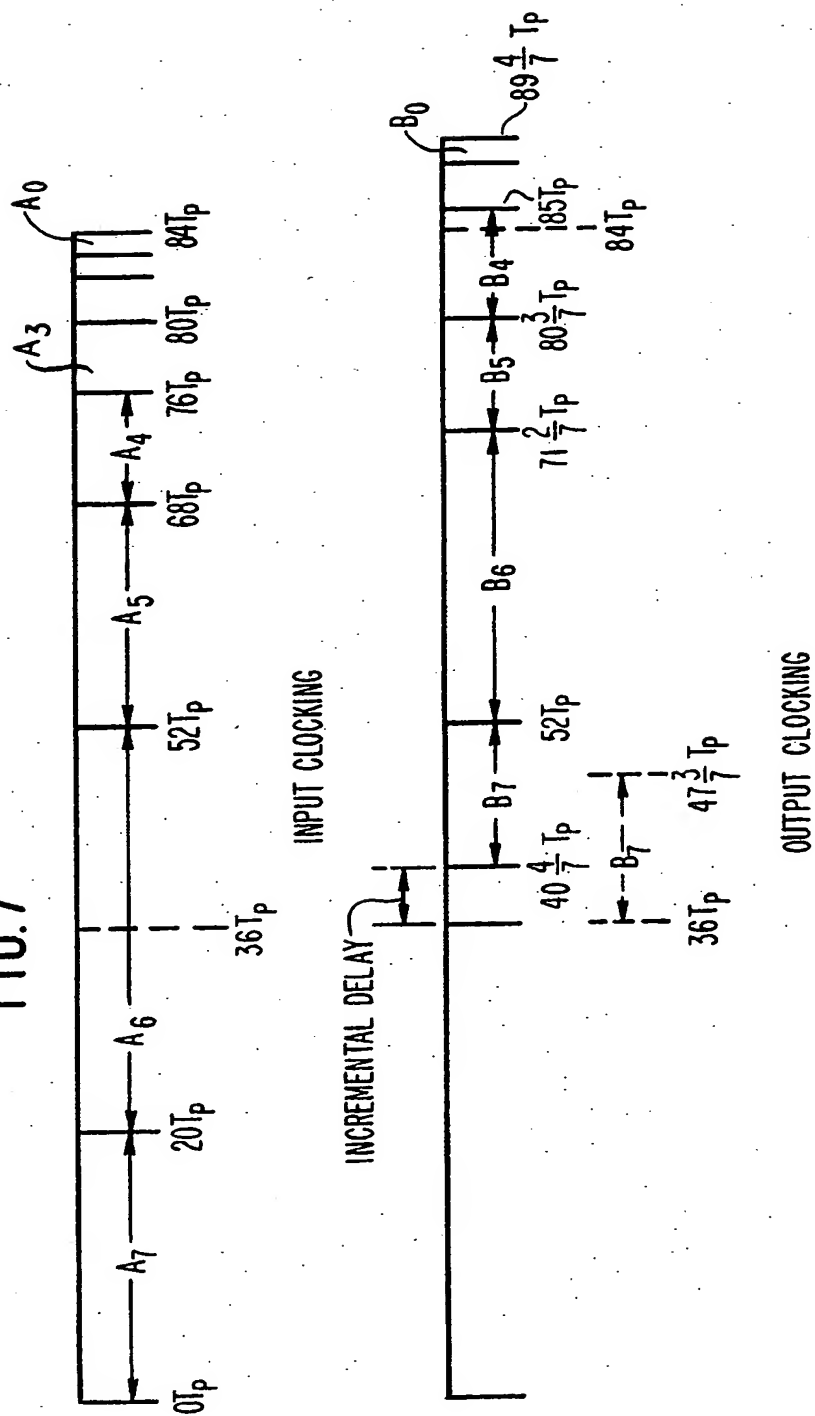 FIG. 7
A7 A6 A5 A4 A3 A0
0Tp 20Tp 36Tp 52Tp 68Tp 76Tp 80Tp 84Tp
INPUT CLOCKING
INCREMENTAL DELAY
B7 B6 B5 B4 B0
40 4/7 Tp 52Tp 71 2/7 Tp 80 3/7 Tp 85Tp 89 4/7 Tp
B7
36Tp 47 3/7 Tp 84Tp
OUTPUT CLOCKING